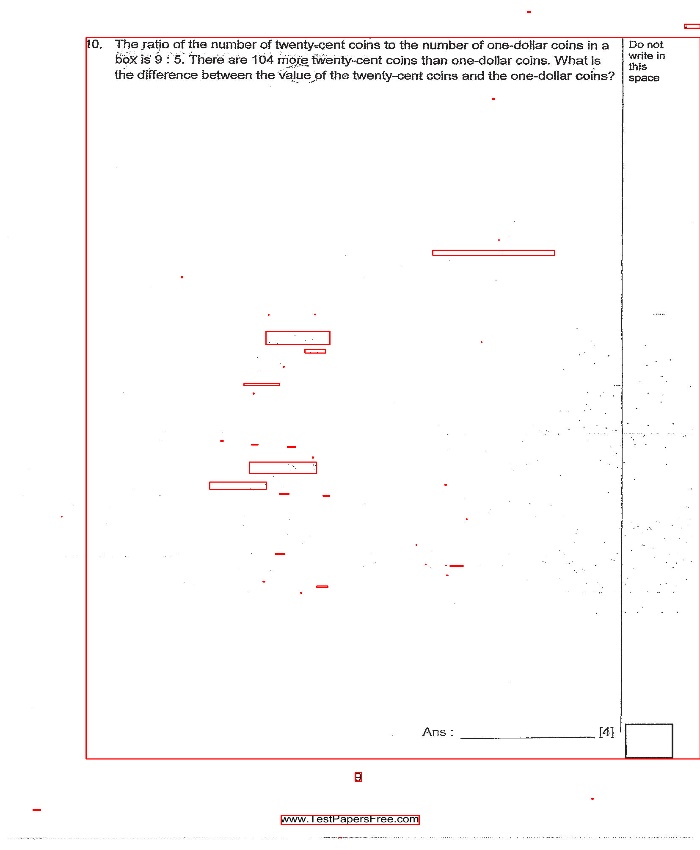 10. The ratio of the number of twenty-cent coins to the number of one-dollar coins in a
box is 9 : 5. There are 104 more twenty-cent coins than one-dollar coins. What is
the difference between the value of the twenty-cent coins and the one-dollar coins?
Do not
write in
this
space
Ans : ____________________ [4]
9
www.TestPapersFree.com